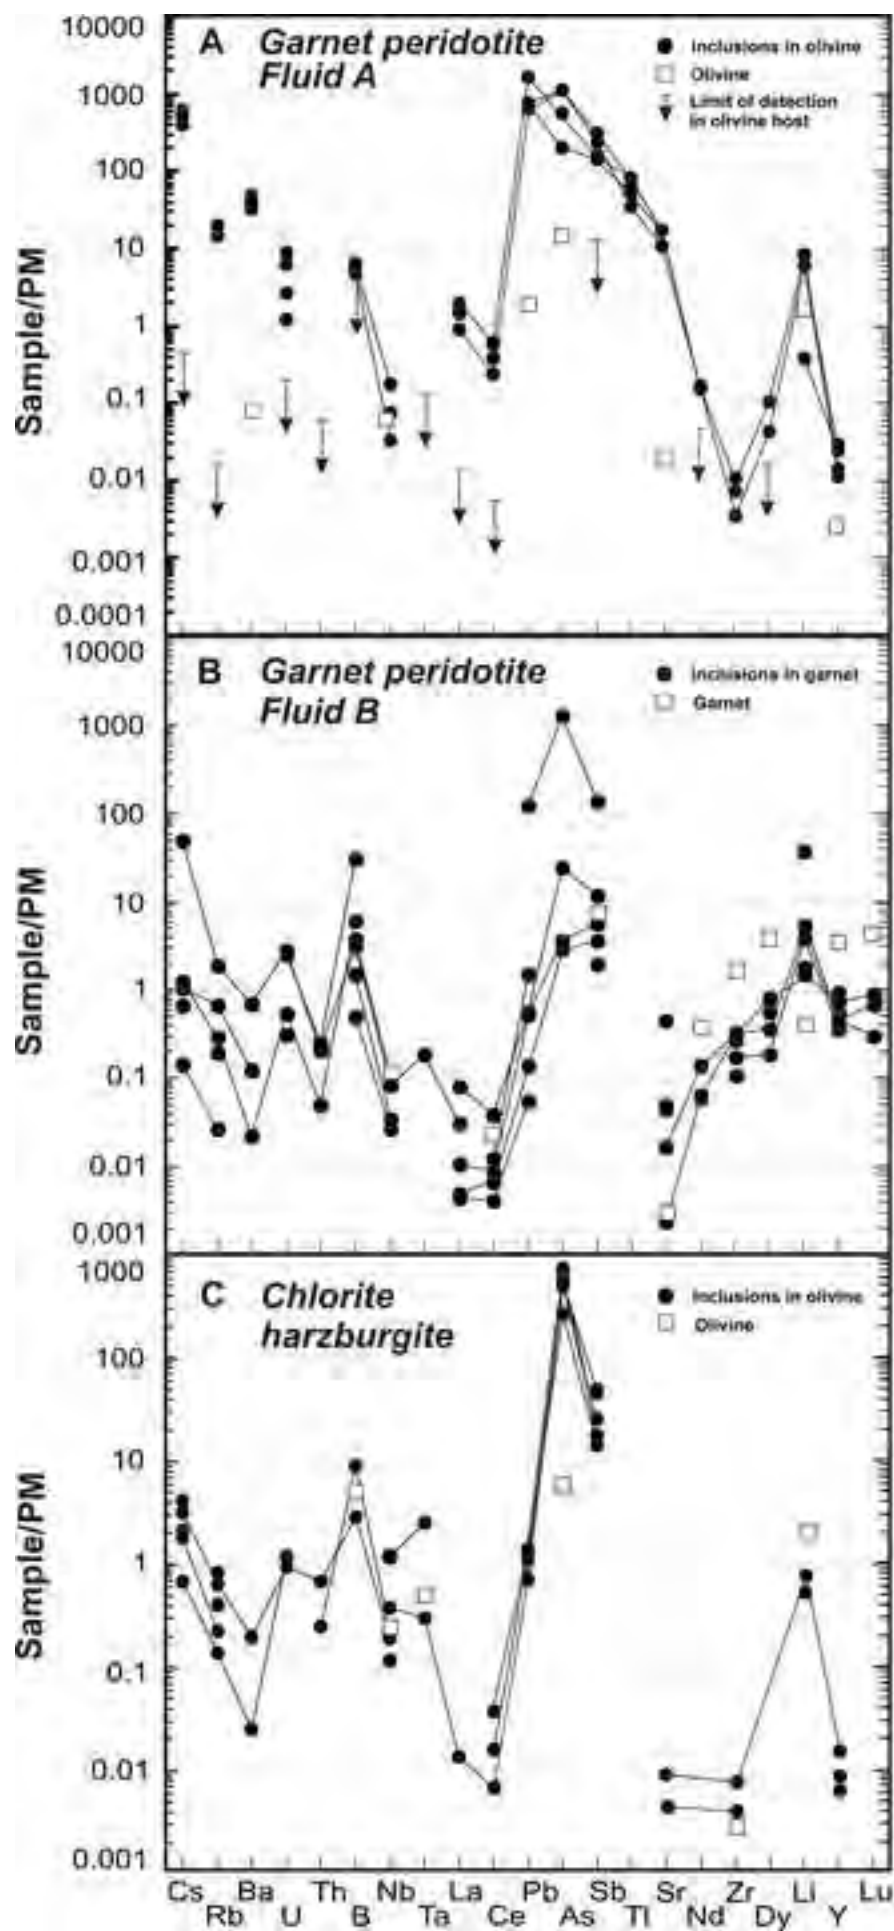 A Garnet peridotite
Fluid A
Inclusions in olivine
Olivine
Limit of detection
in olivine host
10000
1000
100
10
1
0.1
0.01
0.001
0.0001
Sample/PM
B Garnet peridotite
Fluid B
Inclusions in garnet
Garnet
10000
1000
100
10
1
0.1
0.01
0.001
Sample/PM
C Chlorite
harzburgite
Inclusions in olivine
Olivine
1000
100
10
1
0.1
0.01
0.001
Sample/PM
Cs Ba Th Nb La Pb Sb Sr Zr Li Lu
Rb U B Ta Ce As Tl Nd Dy Y